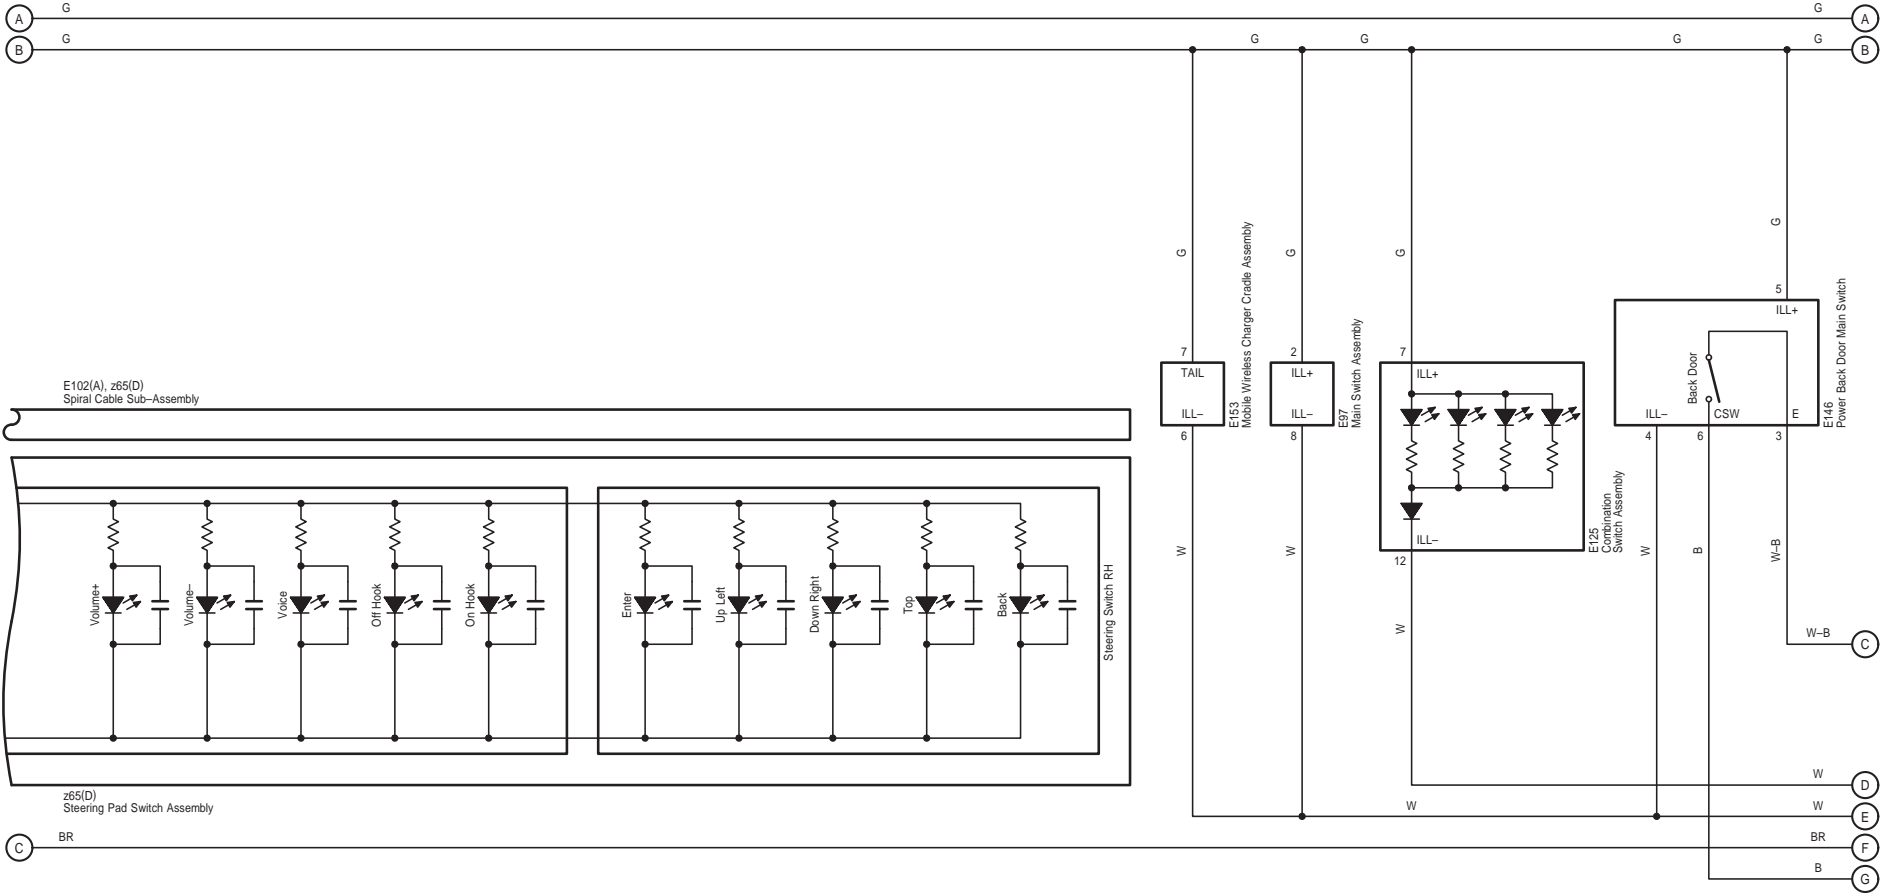 A G G A
B G G G G G B
G G G G
E153
Mobile Wireless Charger Cradle Assembly
E97
Main Switch Assembly
E146
Power Back Door Main Switch
5
ILL+
7 2 7
TAIL ILL+ ILL+
Back Door
ILL– ILL– ILL– CSW E
6 8 4 6 3
E102(A), z65(D)
Spiral Cable Sub–Assembly
E125
Combination
Switch Assembly
ILL–
12
W W W B W–B
Volume+ Volume– Voice Off Hook On Hook Enter Up Left Down Right Top Back
Steering Switch RH
W
W–B C
W D
z65(D)
Steering Pad Switch Assembly
W W E
C BR BR F
B G